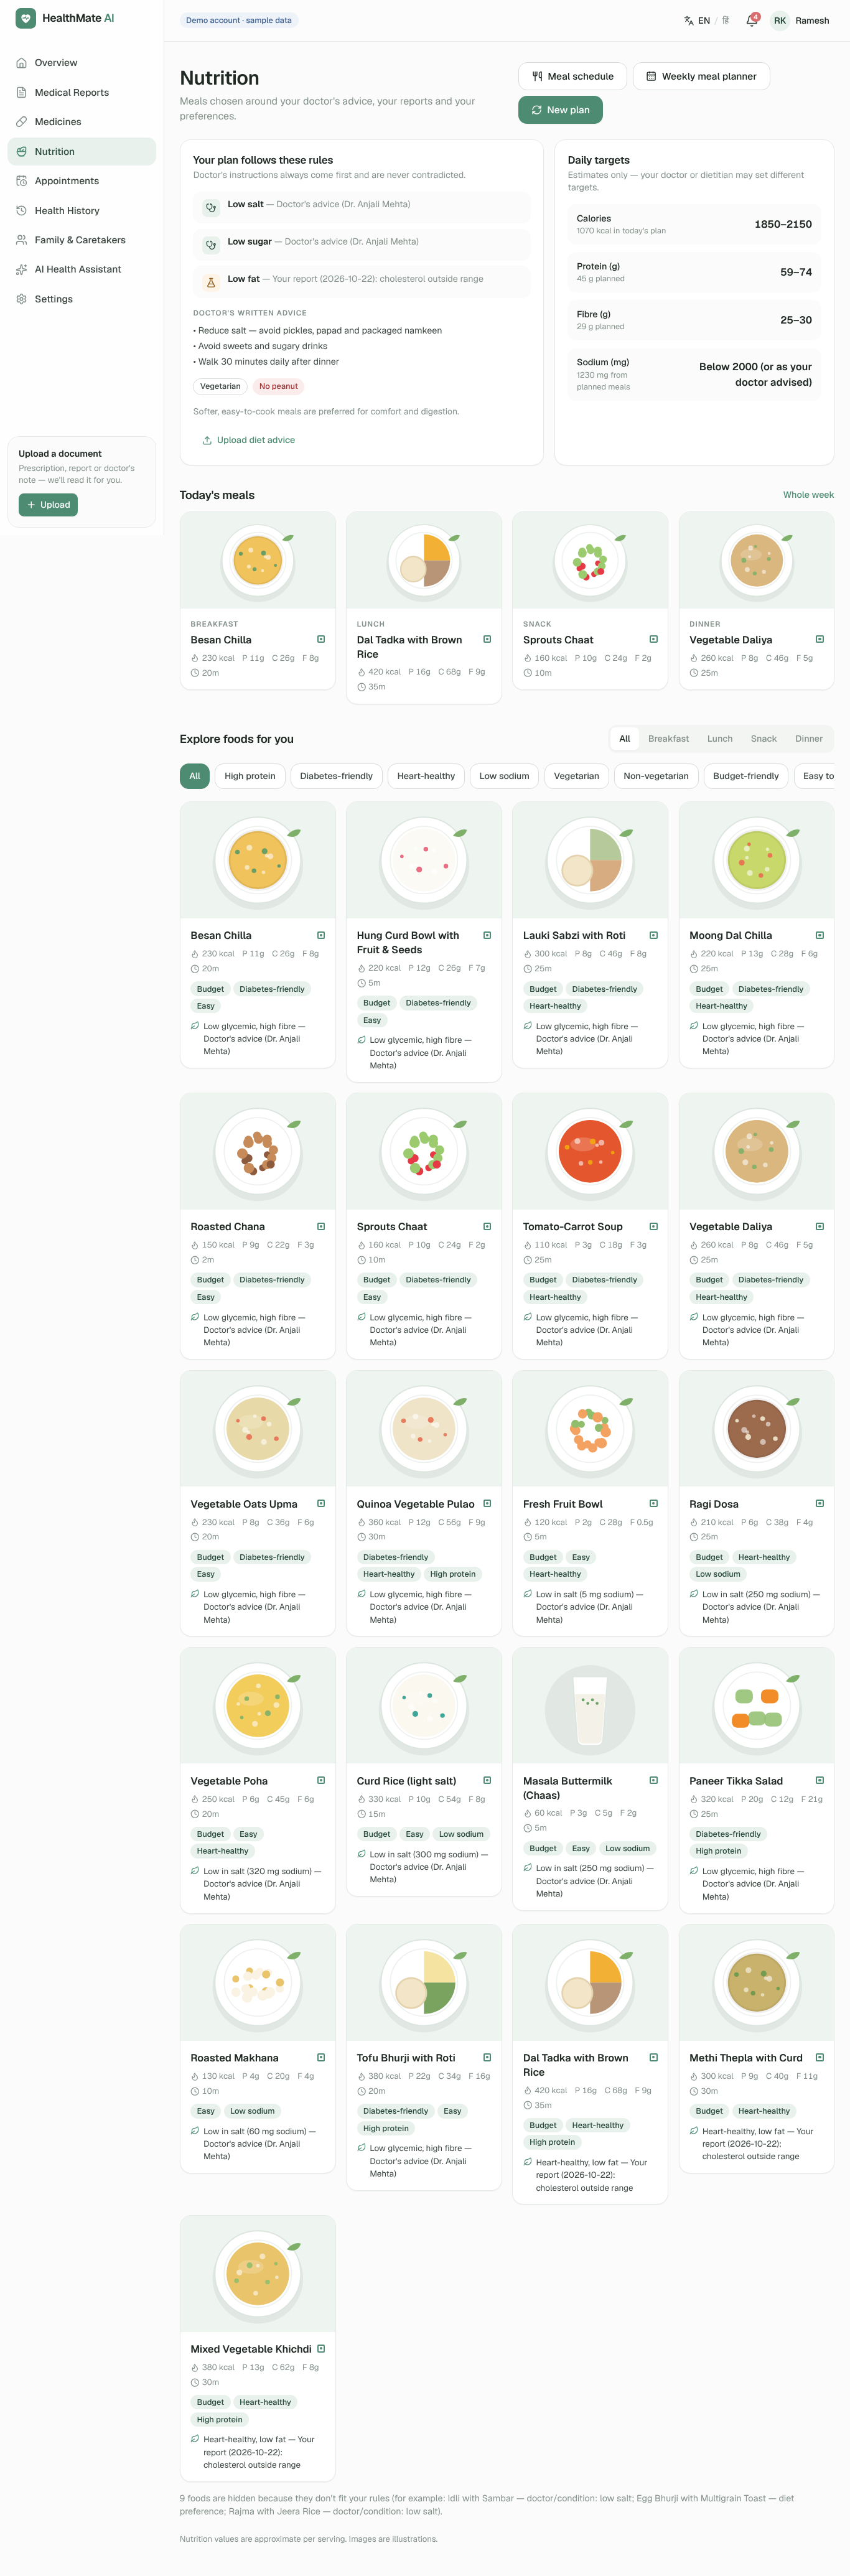 HealthMate AI
Overview
Medical Reports
Medicines
Nutrition
Appointments
Health History
Family & Caretakers
AI Health Assistant
Settings
Upload a document
Prescription, report or doctor's
note — we'll read it for you.
Upload
Demo account · sample data
EN / हिं
4
RK
Ramesh
Nutrition
Meals chosen around your doctor's advice, your reports and your
preferences.
Meal schedule
Weekly meal planner
New plan
Your plan follows these rules
Doctor's instructions always come first and are never contradicted.
Low salt — Doctor's advice (Dr. Anjali Mehta)
Low sugar — Doctor's advice (Dr. Anjali Mehta)
Low fat — Your report (2026-10-22): cholesterol outside range
DOCTOR'S WRITTEN ADVICE
• Reduce salt — avoid pickles, papad and packaged namkeen
• Avoid sweets and sugary drinks
• Walk 30 minutes daily after dinner
Vegetarian
No peanut
Softer, easy-to-cook meals are preferred for comfort and digestion.
Upload diet advice
Daily targets
Estimates only — your doctor or dietitian may set different
targets.
Calories
1070 kcal in today's plan
1850–2150
Protein (g)
45 g planned
59–74
Fibre (g)
29 g planned
25–30
Sodium (mg)
1230 mg from
planned meals
Below 2000 (or as your
doctor advised)
Today's meals
Whole week
BREAKFAST
Besan Chilla
230 kcal P 11g C 26g F 8g
20m
LUNCH
Dal Tadka with Brown
Rice
420 kcal P 16g C 68g F 9g
35m
SNACK
Sprouts Chaat
160 kcal P 10g C 24g F 2g
10m
DINNER
Vegetable Daliya
260 kcal P 8g C 46g F 5g
25m
Explore foods for you
All
Breakfast
Lunch
Snack
Dinner
All
High protein
Diabetes-friendly
Heart-healthy
Low sodium
Vegetarian
Non-vegetarian
Budget-friendly
Easy to
Besan Chilla
230 kcal P 11g C 26g F 8g
20m
Budget Diabetes-friendly
Easy
Low glycemic, high fibre —
Doctor's advice (Dr. Anjali
Mehta)
Hung Curd Bowl with
Fruit & Seeds
220 kcal P 12g C 26g F 7g
5m
Budget Diabetes-friendly
Easy
Low glycemic, high fibre —
Doctor's advice (Dr. Anjali
Mehta)
Lauki Sabzi with Roti
300 kcal P 8g C 46g F 8g
25m
Budget Diabetes-friendly
Heart-healthy
Low glycemic, high fibre —
Doctor's advice (Dr. Anjali
Mehta)
Moong Dal Chilla
220 kcal P 13g C 28g F 6g
25m
Budget Diabetes-friendly
Heart-healthy
Low glycemic, high fibre —
Doctor's advice (Dr. Anjali
Mehta)
Roasted Chana
150 kcal P 9g C 22g F 3g
2m
Budget Diabetes-friendly
Easy
Low glycemic, high fibre —
Doctor's advice (Dr. Anjali
Mehta)
Sprouts Chaat
160 kcal P 10g C 24g F 2g
10m
Budget Diabetes-friendly
Easy
Low glycemic, high fibre —
Doctor's advice (Dr. Anjali
Mehta)
Tomato-Carrot Soup
110 kcal P 3g C 18g F 3g
25m
Budget Diabetes-friendly
Heart-healthy
Low glycemic, high fibre —
Doctor's advice (Dr. Anjali
Mehta)
Vegetable Daliya
260 kcal P 8g C 46g F 5g
25m
Budget Diabetes-friendly
Heart-healthy
Low glycemic, high fibre —
Doctor's advice (Dr. Anjali
Mehta)
Vegetable Oats Upma
230 kcal P 8g C 36g F 6g
20m
Budget Diabetes-friendly
Easy
Low glycemic, high fibre —
Doctor's advice (Dr. Anjali
Mehta)
Quinoa Vegetable Pulao
360 kcal P 12g C 56g F 9g
30m
Diabetes-friendly
Heart-healthy High protein
Low glycemic, high fibre —
Doctor's advice (Dr. Anjali
Mehta)
Fresh Fruit Bowl
120 kcal P 2g C 28g F 0.5g
5m
Budget Easy
Heart-healthy
Low in salt (5 mg sodium) —
Doctor's advice (Dr. Anjali
Mehta)
Ragi Dosa
210 kcal P 6g C 38g F 4g
25m
Budget Heart-healthy
Low sodium
Low in salt (250 mg sodium) —
Doctor's advice (Dr. Anjali
Mehta)
Vegetable Poha
250 kcal P 6g C 45g F 6g
20m
Budget Easy
Heart-healthy
Low in salt (320 mg sodium) —
Doctor's advice (Dr. Anjali
Mehta)
Curd Rice (light salt)
330 kcal P 10g C 54g F 8g
15m
Budget Easy Low sodium
Low in salt (300 mg sodium) —
Doctor's advice (Dr. Anjali
Mehta)
Masala Buttermilk
(Chaas)
60 kcal P 3g C 5g F 2g
5m
Budget Easy Low sodium
Low in salt (250 mg sodium) —
Doctor's advice (Dr. Anjali
Mehta)
Paneer Tikka Salad
320 kcal P 20g C 12g F 21g
25m
Diabetes-friendly
High protein
Low glycemic, high fibre —
Doctor's advice (Dr. Anjali
Mehta)
Roasted Makhana
130 kcal P 4g C 20g F 4g
10m
Easy Low sodium
Low in salt (60 mg sodium) —
Doctor's advice (Dr. Anjali
Mehta)
Tofu Bhurji with Roti
380 kcal P 22g C 34g F 16g
20m
Diabetes-friendly Easy
High protein
Low glycemic, high fibre —
Doctor's advice (Dr. Anjali
Mehta)
Dal Tadka with Brown
Rice
420 kcal P 16g C 68g F 9g
35m
Budget Heart-healthy
High protein
Heart-healthy, low fat — Your
report (2026-10-22):
cholesterol outside range
Methi Thepla with Curd
300 kcal P 9g C 40g F 11g
30m
Budget Heart-healthy
Heart-healthy, low fat — Your
report (2026-10-22):
cholesterol outside range
Mixed Vegetable Khichdi
380 kcal P 13g C 62g F 8g
30m
Budget Heart-healthy
High protein
Heart-healthy, low fat — Your
report (2026-10-22):
cholesterol outside range
9 foods are hidden because they don't fit your rules (for example: Idli with Sambar — doctor/condition: low salt; Egg Bhurji with Multigrain Toast — diet
preference; Rajma with Jeera Rice — doctor/condition: low salt).
Nutrition values are approximate per serving. Images are illustrations.